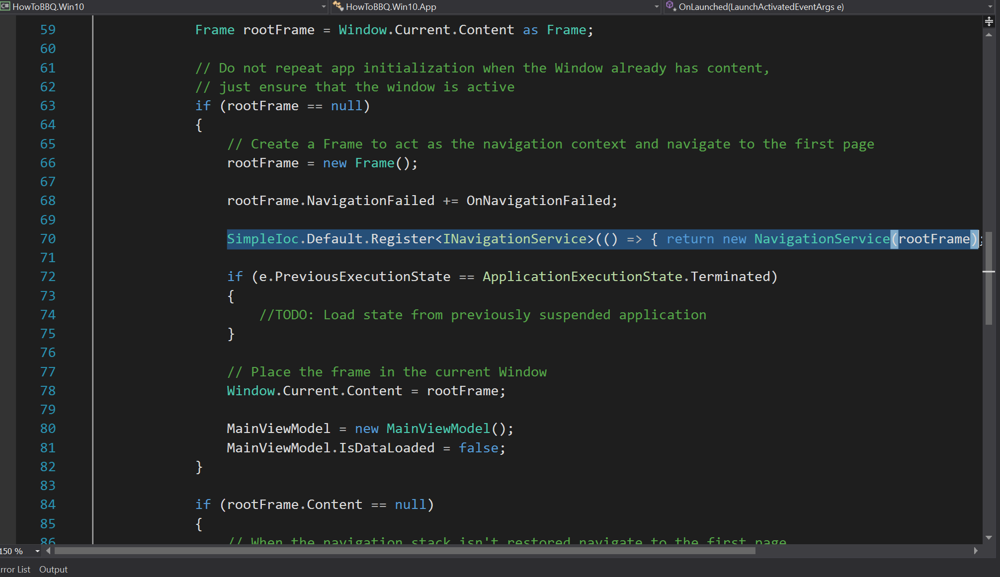 C# HowToBBQ.Win10 HowToBBQ.Win10.App OnLaunched(LaunchActivatedEventArgs e)
59 Frame rootFrame = Window.Current.Content as Frame;
60
61 // Do not repeat app initialization when the Window already has content,
62 // just ensure that the window is active
63 if (rootFrame == null)
64 {
65 // Create a Frame to act as the navigation context and navigate to the first page
66 rootFrame = new Frame();
67
68 rootFrame.NavigationFailed += OnNavigationFailed;
69
70 SimpleIoc.Default.Register<INavigationService>(() => { return new NavigationService(rootFrame);
71
72 if (e.PreviousExecutionState == ApplicationExecutionState.Terminated)
73 {
74 //TODO: Load state from previously suspended application
75 }
76
77 // Place the frame in the current Window
78 Window.Current.Content = rootFrame;
79
80 MainViewModel = new MainViewModel();
81 MainViewModel.IsDataLoaded = false;
82 }
83
84 if (rootFrame.Content == null)
85 {
86 // When the navigation stack isn't restored navigate to the first page
150 %
rror List Output